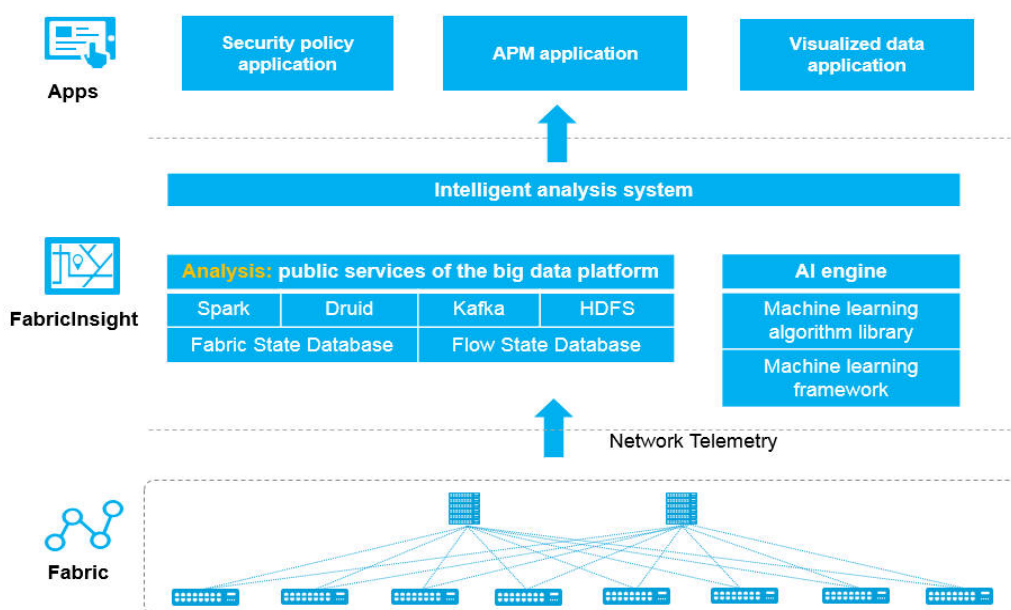 Security policy
application
APM application
Visualized data
application
Apps
Intelligent analysis system
Analysis: public services of the big data platform
AI engine
Spark
Druid
Kafka
HDFS
Machine learning
algorithm library
FabricInsight
Fabric State Database
Flow State Database
Machine learning
framework
Network Telemetry
Fabric